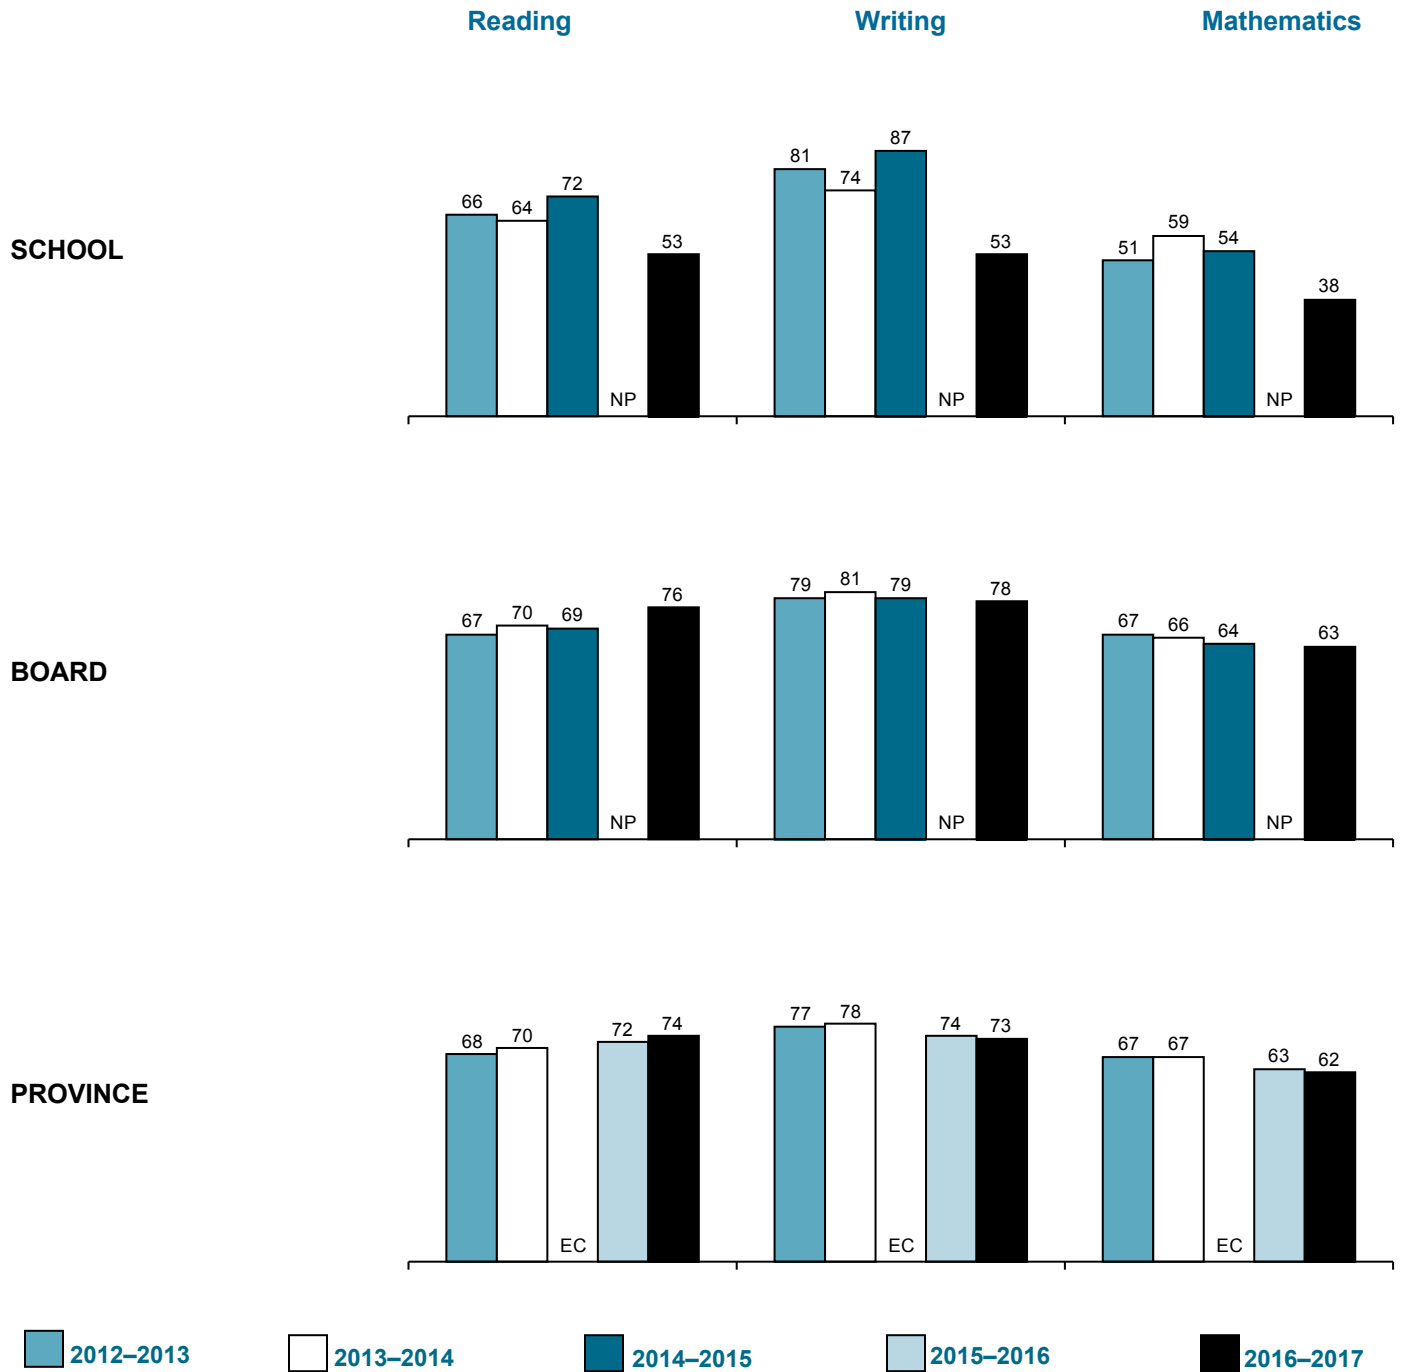 Reading Writing Mathematics
SCHOOL
66 64 72 NP 53 81 74 87 NP 53 51 59 54 NP 38
BOARD
67 70 69 NP 76 79 81 79 NP 78 67 66 64 NP 63
PROVINCE
68 70 EC 72 74 77 78 EC 74 73 67 67 EC 63 62
2012–2013 2013–2014 2014–2015 2015–2016 2016–2017